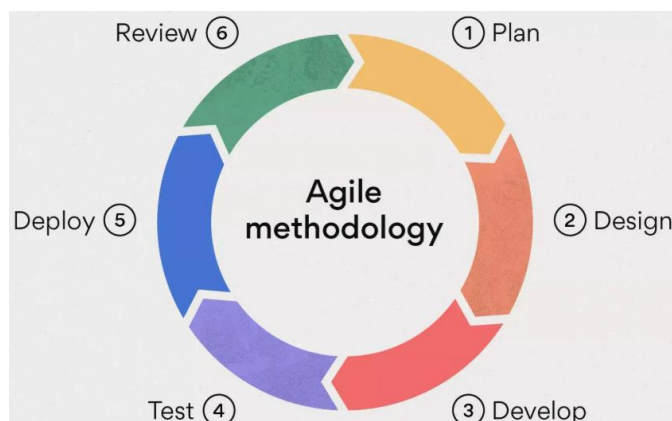 Review 6
1 Plan
Agile
methodology
Deploy 5
2 Design
Test 4
3 Develop